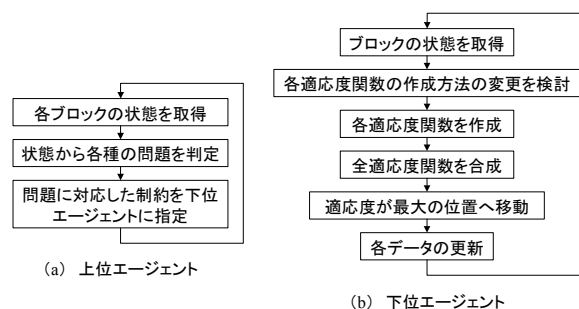 各ブロックの状態を取得
状態から各種の問題を判定
問題に対応した制約を下位
エージェントに指定
(a) 上位エージェント
ブロックの状態を取得
各適応度関数の作成方法の変更を検討
各適応度関数を作成
全適応度関数を合成
適応度が最大の位置へ移動
各データの更新
(b) 下位エージェント